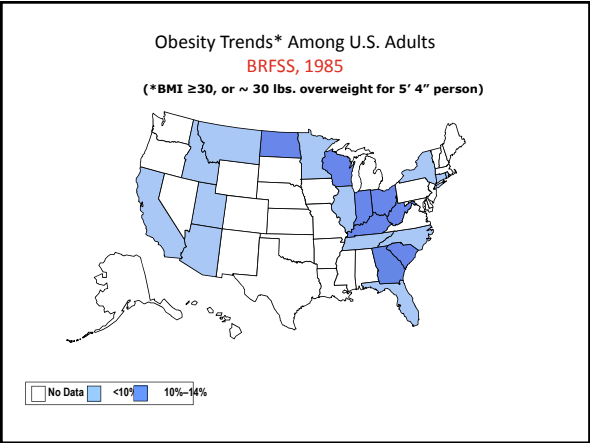 Obesity Trends* Among U.S. Adults
BRFSS, 1985
(*BMI ≥30, or ~ 30 lbs. overweight for 5’ 4” person)
No Data <10% 10%–14%